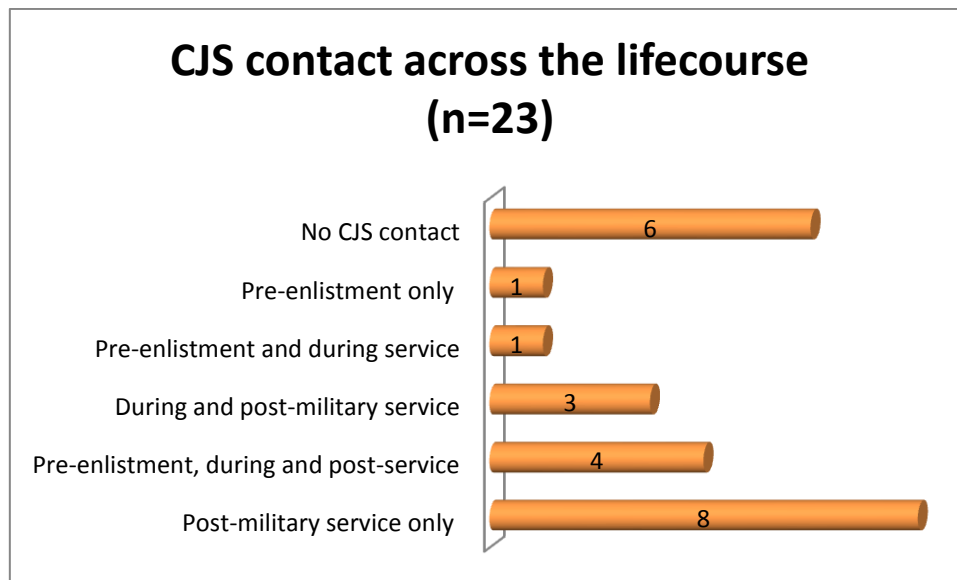 CJS contact across the lifecourse
(n=23)
No CJS contact 6
Pre-enlistment only 1
Pre-enlistment and during service 1
During and post-military service 3
Pre-enlistment, during and post-service 4
Post-military service only 8